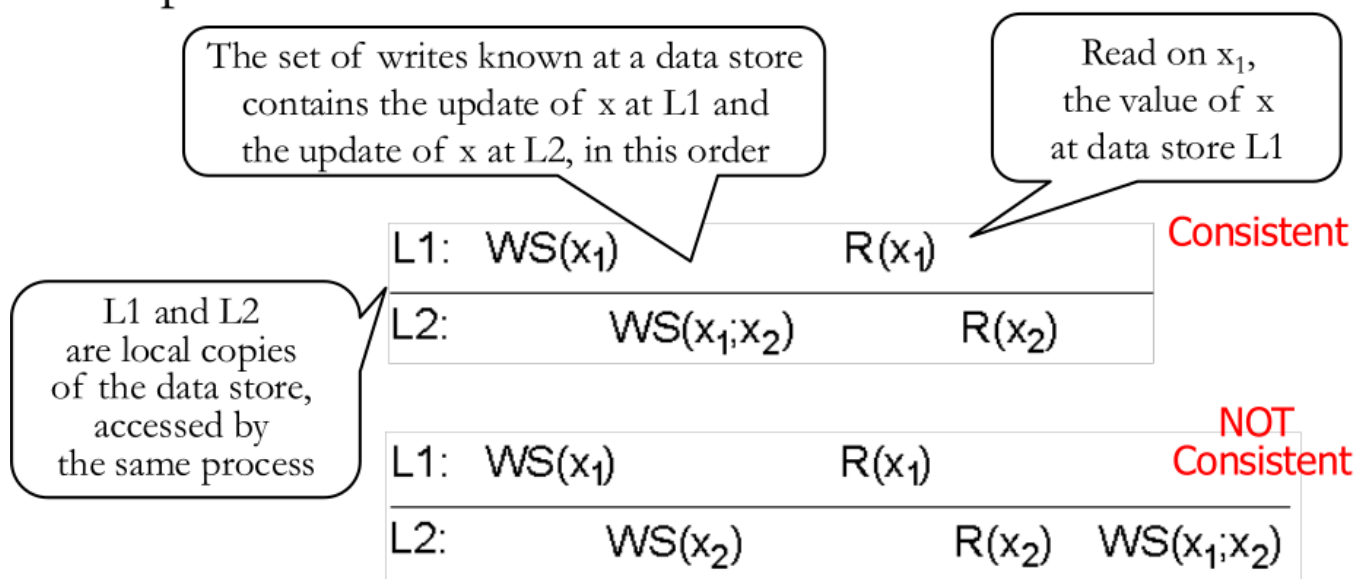 The set of writes known at a data store
contains the update of x at L1 and
the update of x at L2, in this order
Read on x₁,
the value of x
at data store L1
L1: WS(x₁) R(x₁)
Consistent
L2: WS(x₁;x₂) R(x₂)
L1 and L2
are local copies
of the data store,
accessed by
the same process
NOT
Consistent
L1: WS(x₁) R(x₁)
L2: WS(x₂) R(x₂) WS(x₁;x₂)